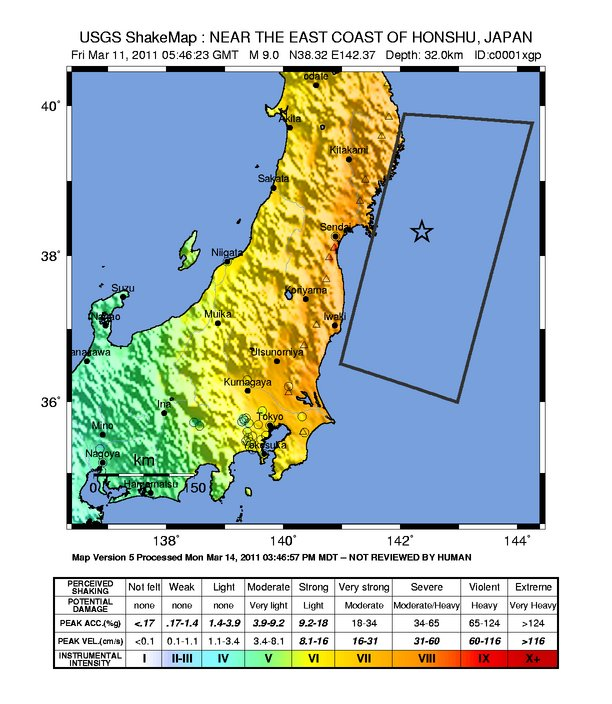 USGS ShakeMap : NEAR THE EAST COAST OF HONSHU, JAPAN
Fri Mar 11, 2011 05:46:23 GMT M 9.0 N38.32 E142.37 Depth: 32.0km ID:c0001xgp
odate
40°
Akita
Kitakami
Sakata
Sendai
38°
Niigata
Suzu
Koriyama
Nanao
Muika
Iwaki
anazawa
Utsunomiya
Kumagaya
36°
Ina
Tokyo
Mino
Yokosuka
Nagoya
km
0 150
Hamamatsu
138° 140° 142° 144°
Map Version 5 Processed Mon Mar 14, 2011 03:46:57 PM MDT -- NOT REVIEWED BY HUMAN
PERCEIVED SHAKING Not felt Weak Light Moderate Strong Very strong Severe Violent Extreme
POTENTIAL DAMAGE none none none Very light Light Moderate Moderate/Heavy Heavy Very Heavy
PEAK ACC.(%g) <.17 .17-1.4 1.4-3.9 3.9-9.2 9.2-18 18-34 34-65 65-124 >124
PEAK VEL.(cm/s) <0.1 0.1-1.1 1.1-3.4 3.4-8.1 8.1-16 16-31 31-60 60-116 >116
INSTRUMENTAL INTENSITY I II-III IV V VI VII VIII IX X+